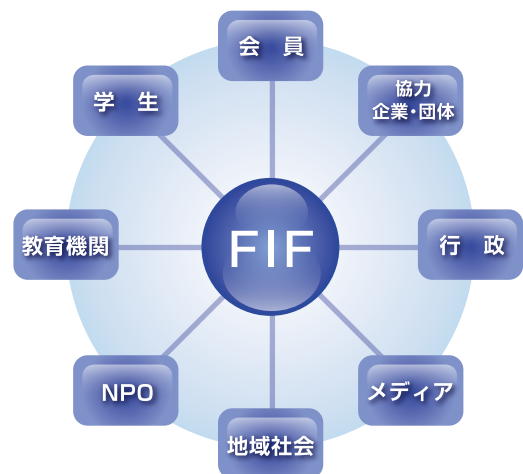 会　員
学　生
協力
企業・団体
教育機関
FIF
行　政
NPO
メディア
地域社会